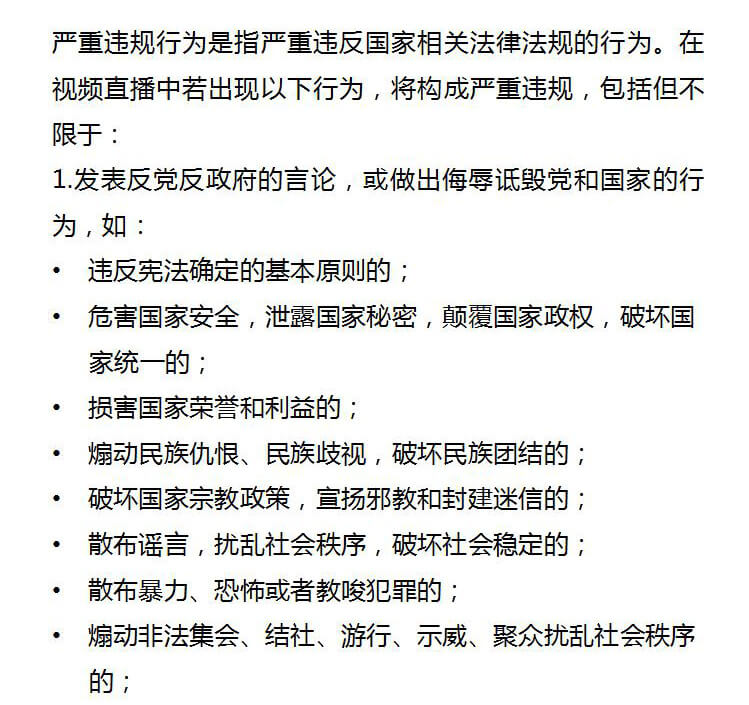 严重违规行为是指严重违反国家相关法律法规的行为。在
视频直播中若出现以下行为，将构成严重违规，包括但不
限于：
1.发表反党反政府的言论，或做出侮辱诋毁党和国家的行
为，如：
• 违反宪法确定的基本原则的；
• 危害国家安全，泄露国家秘密，颠覆国家政权，破坏国
家统一的；
• 损害国家荣誉和利益的；
• 煽动民族仇恨、民族歧视，破坏民族团结的；
• 破坏国家宗教政策，宣扬邪教和封建迷信的；
• 散布谣言，扰乱社会秩序，破坏社会稳定的；
• 散布暴力、恐怖或者教唆犯罪的；
• 煽动非法集会、结社、游行、示威、聚众扰乱社会秩序
的；